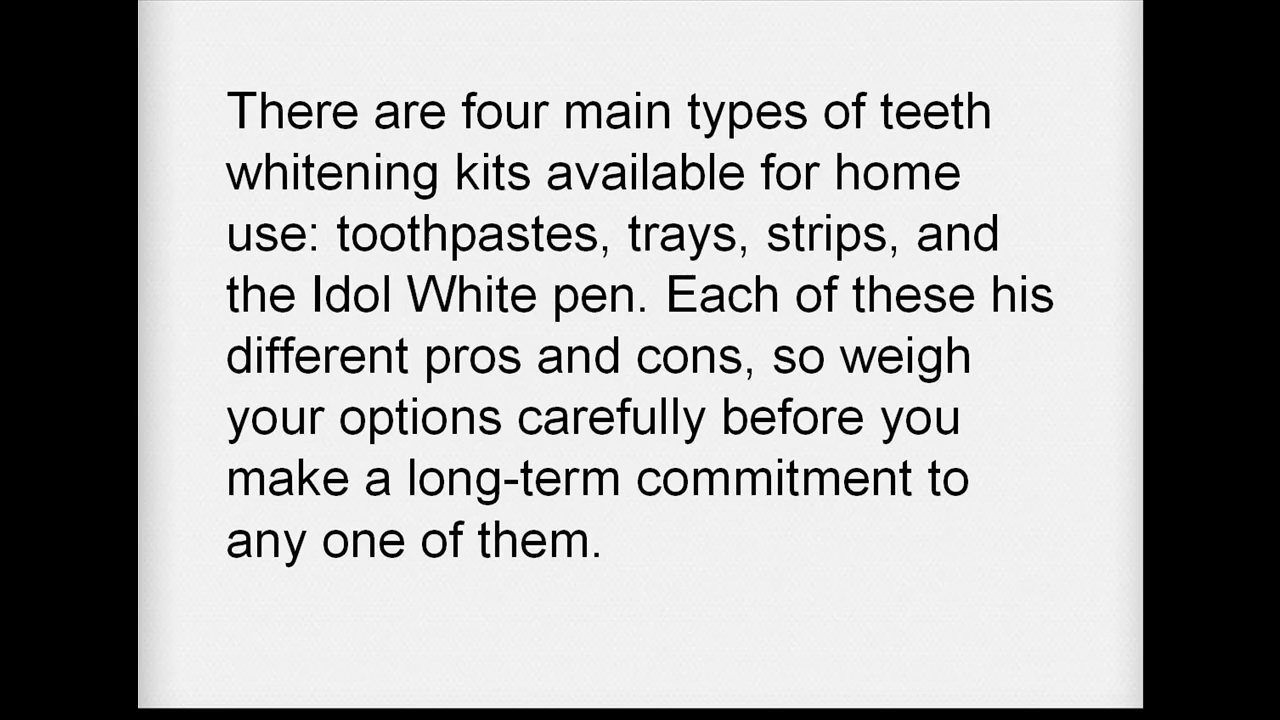 There are four main types of teeth
whitening kits available for home
use: toothpastes, trays, strips, and
the Idol White pen. Each of these his
different pros and cons, so weigh
your options carefully before you
make a long-term commitment to
any one of them.